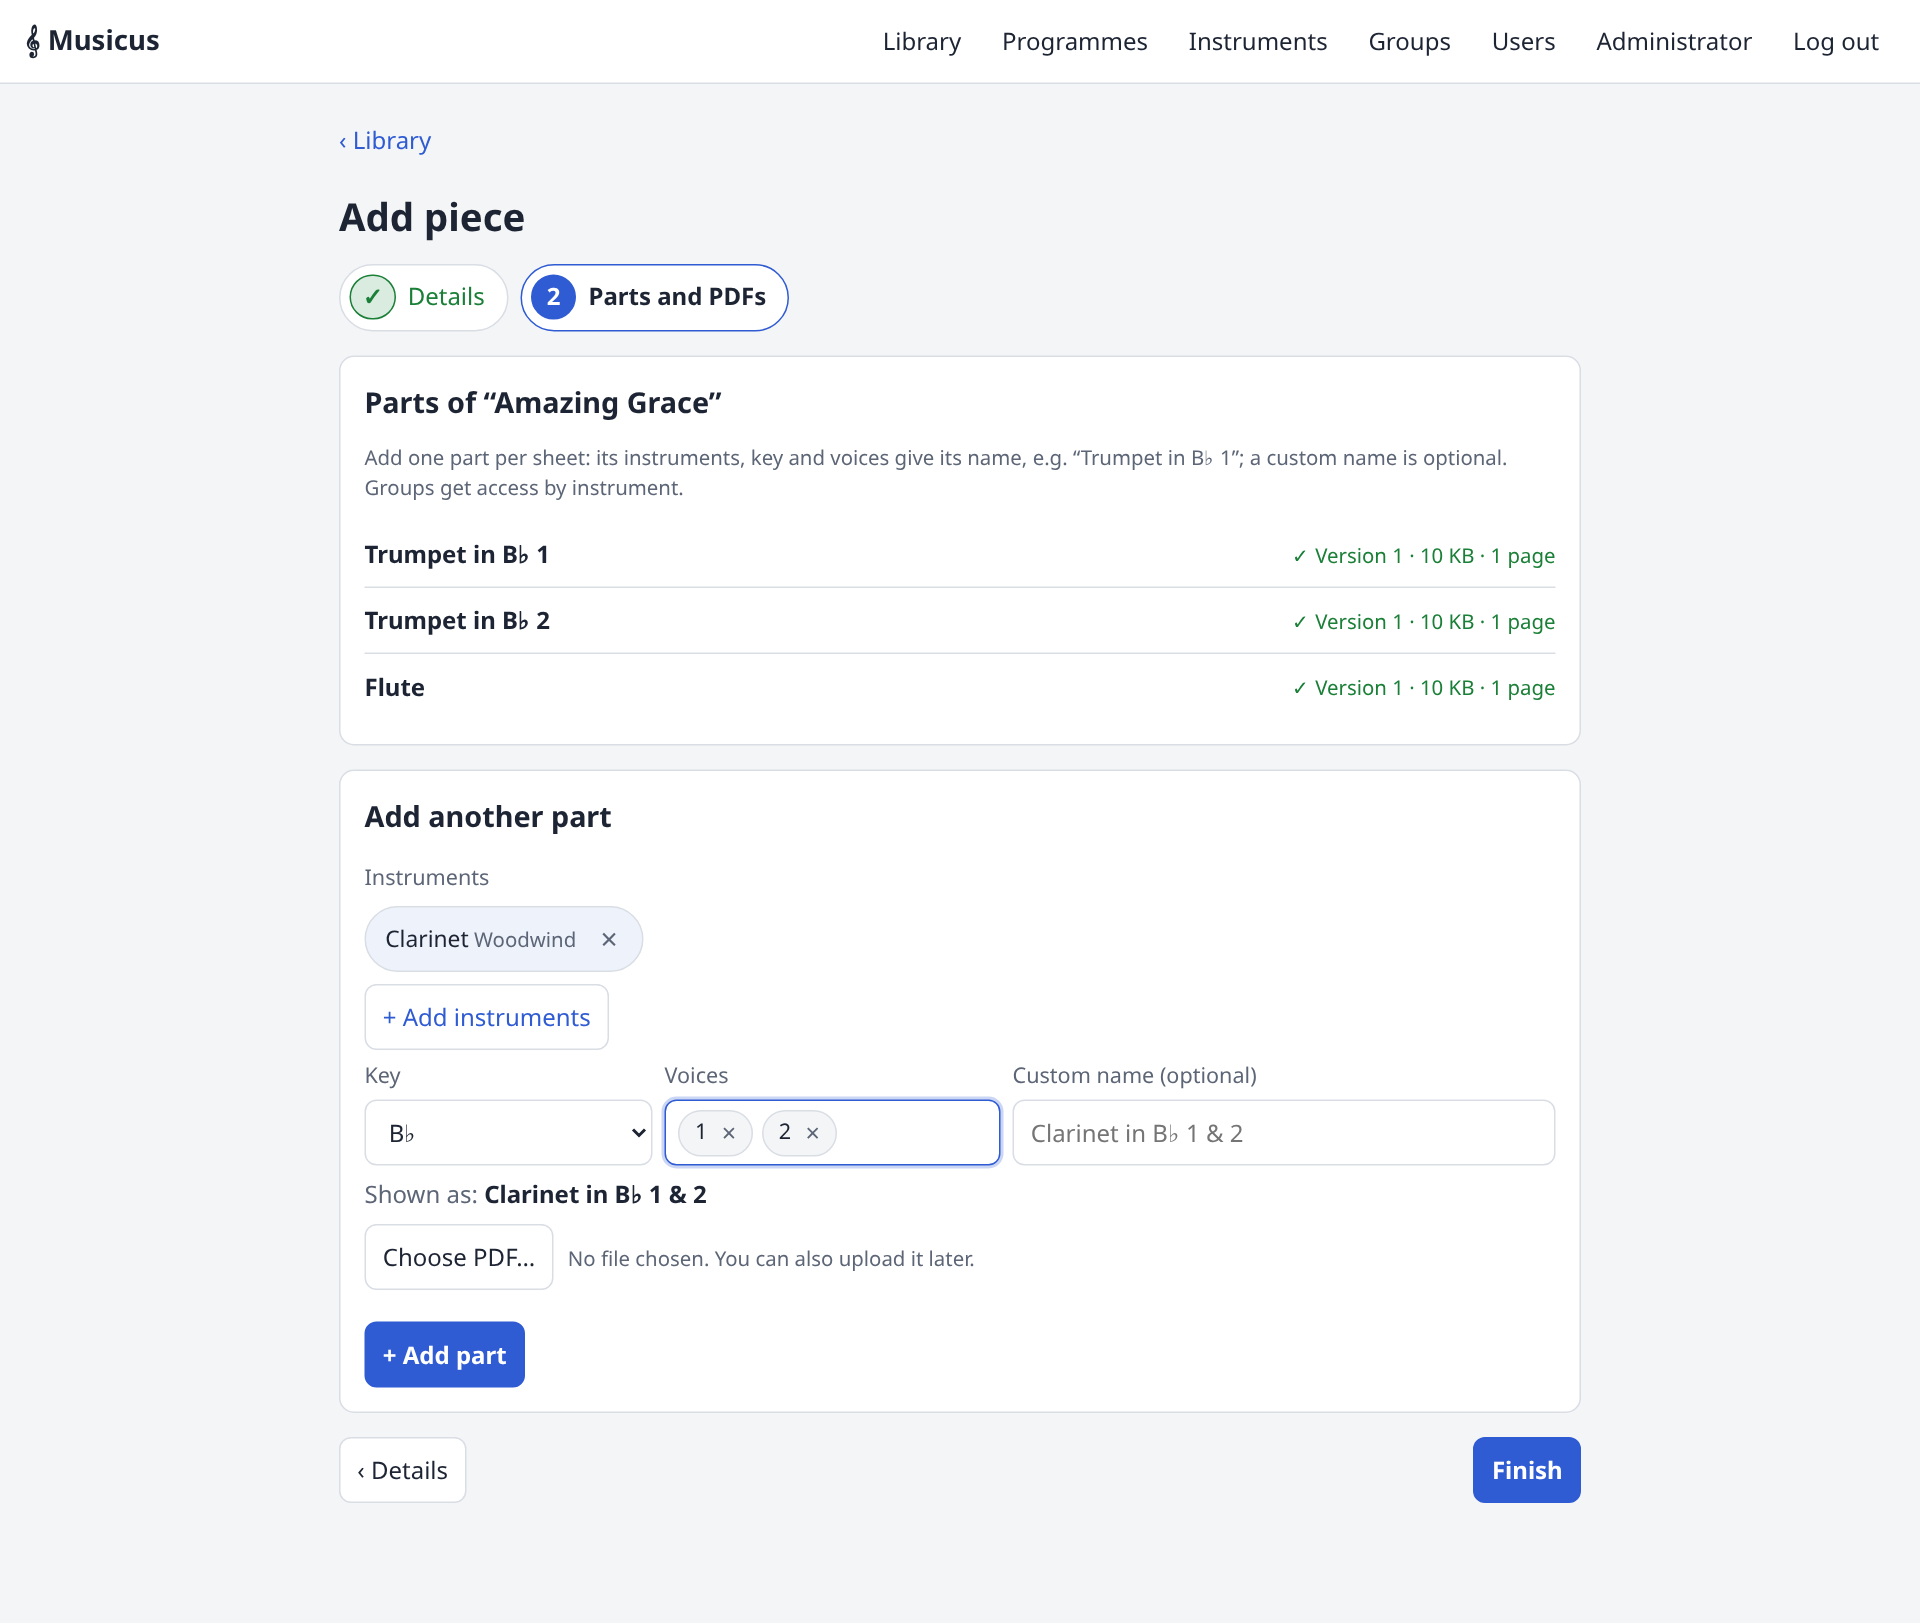 Musicus
Library Programmes Instruments Groups Users Administrator Log out
‹ Library
Add piece
✓ Details
2 Parts and PDFs
Parts of “Amazing Grace”
Add one part per sheet: its instruments, key and voices give its name, e.g. “Trumpet in B♭ 1”; a custom name is optional.
Groups get access by instrument.
Trumpet in B♭ 1 ✓ Version 1 · 10 KB · 1 page
Trumpet in B♭ 2 ✓ Version 1 · 10 KB · 1 page
Flute ✓ Version 1 · 10 KB · 1 page
Add another part
Instruments
Clarinet Woodwind ×
+ Add instruments
Key Voices Custom name (optional)
B♭ 1 × 2 × Clarinet in B♭ 1 & 2
Shown as: Clarinet in B♭ 1 & 2
Choose PDF... No file chosen. You can also upload it later.
+ Add part
‹ Details Finish